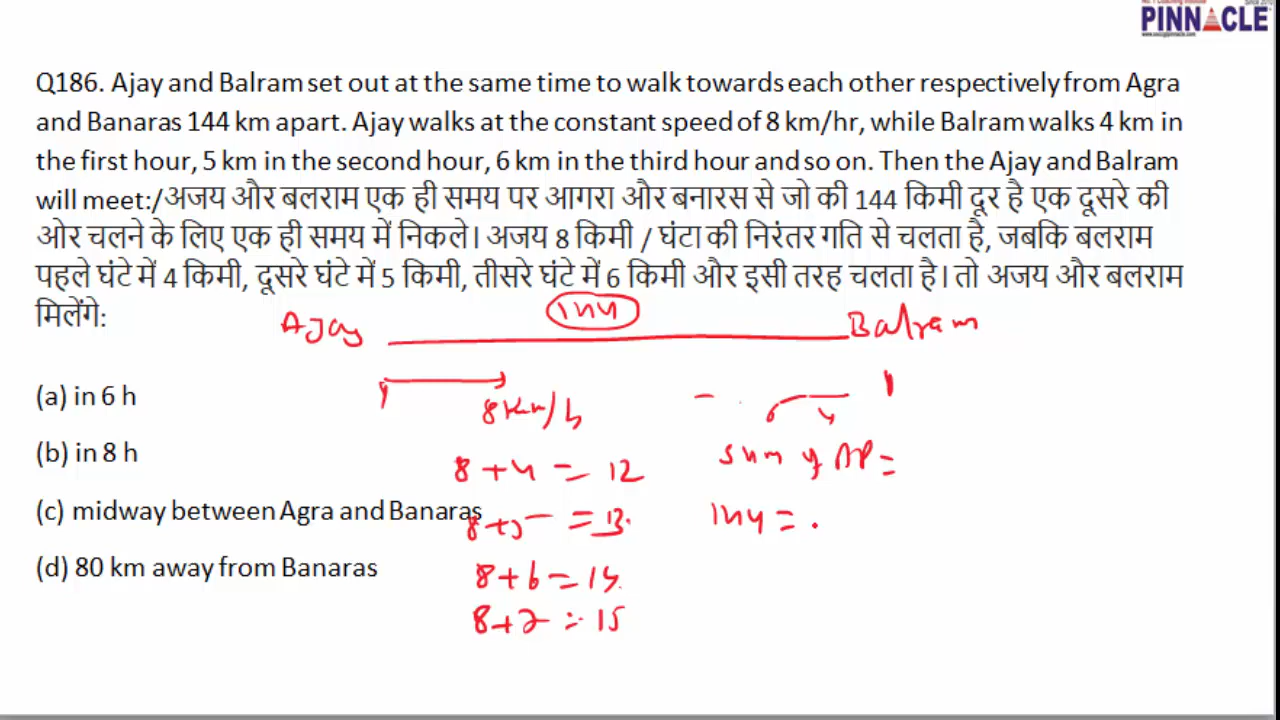 PINNACLE
Q186. Ajay and Balram set out at the same time to walk towards each other respectively from Agra
and Banaras 144 km apart. Ajay walks at the constant speed of 8 km/hr, while Balram walks 4 km in
the first hour, 5 km in the second hour, 6 km in the third hour and so on. Then the Ajay and Balram
will meet:/अजय और बलराम एक ही समय पर आगरा और बनारस से जो की 144 किमी दूर है एक दूसरे की
ओर चलने के लिए एक ही समय में निकले। अजय 8 किमी / घंटा की निरंतर गति से चलता है, जबकि बलराम
पहले घंटे में 4 किमी, दूसरे घंटे में 5 किमी, तीसरे घंटे में 6 किमी और इसी तरह चलता है। तो अजय और बलराम
मिलेंगे:
144
Ajay Balram
(a) in 6 h
8 Km/h
(b) in 8 h
8+4 = 12 sum of AP =
(c) midway between Agra and Banaras
8+5 = 13 144 =
(d) 80 km away from Banaras
8+6 = 14
8+7 = 15